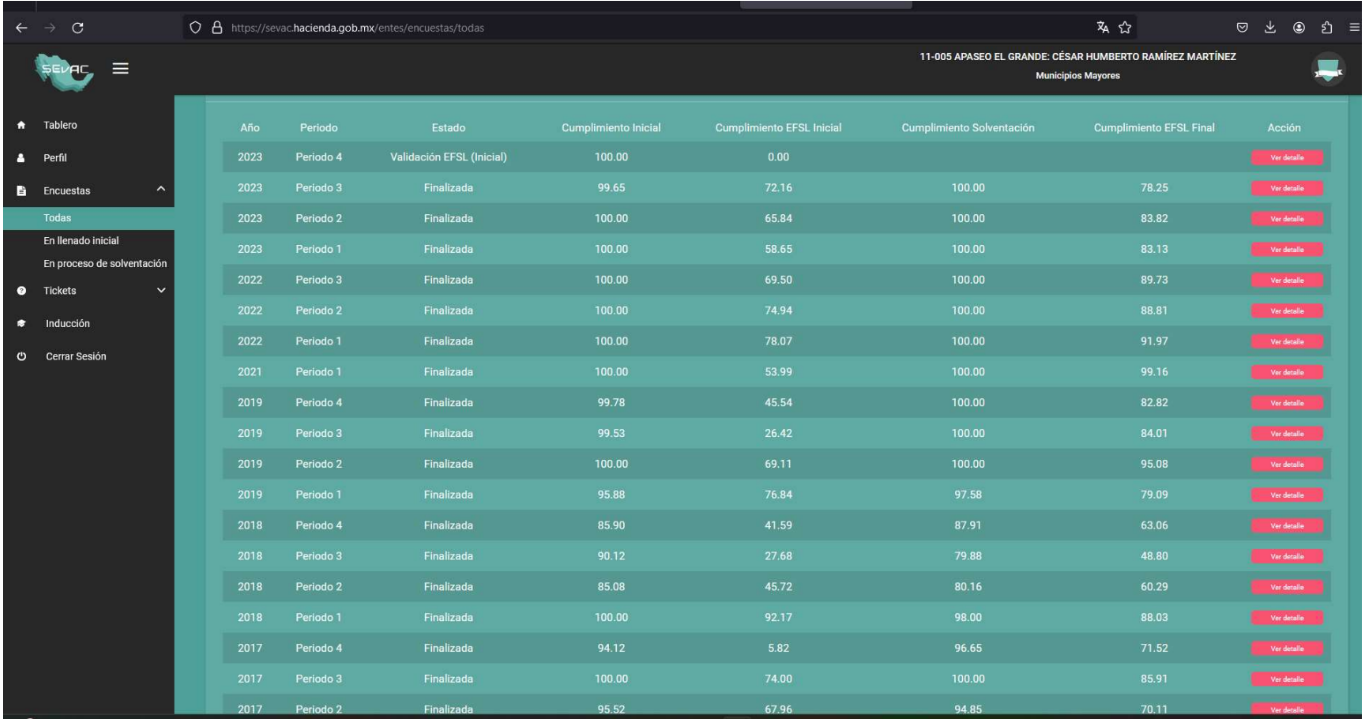 https://sevac.hacienda.gob.mx/entes/encuestas/todas
SEVAC
11-005 APASEO EL GRANDE: CÉSAR HUMBERTO RAMÍREZ MARTÍNEZ
Municipios Mayores
Tablero
Perfil
Encuestas
Todas
En llenado inicial
En proceso de solventación
Tickets
Inducción
Cerrar Sesión
Año Periodo Estado Cumplimiento Inicial Cumplimiento EFSL Inicial Cumplimiento Solventación Cumplimiento EFSL Final Acción
2023 Periodo 4 Validación EFSL (Inicial) 100.00 0.00 Ver detalle
2023 Periodo 3 Finalizada 99.65 72.16 100.00 78.25 Ver detalle
2023 Periodo 2 Finalizada 100.00 65.84 100.00 83.82 Ver detalle
2023 Periodo 1 Finalizada 100.00 58.65 100.00 83.13 Ver detalle
2022 Periodo 3 Finalizada 100.00 69.50 100.00 89.73 Ver detalle
2022 Periodo 2 Finalizada 100.00 74.94 100.00 88.81 Ver detalle
2022 Periodo 1 Finalizada 100.00 78.07 100.00 91.97 Ver detalle
2021 Periodo 1 Finalizada 100.00 53.99 100.00 99.16 Ver detalle
2019 Periodo 4 Finalizada 99.78 45.54 100.00 82.82 Ver detalle
2019 Periodo 3 Finalizada 99.53 26.42 100.00 84.01 Ver detalle
2019 Periodo 2 Finalizada 100.00 69.11 100.00 95.08 Ver detalle
2019 Periodo 1 Finalizada 95.88 76.84 97.58 79.09 Ver detalle
2018 Periodo 4 Finalizada 85.90 41.59 87.91 63.06 Ver detalle
2018 Periodo 3 Finalizada 90.12 27.68 79.88 48.80 Ver detalle
2018 Periodo 2 Finalizada 85.08 45.72 80.16 60.29 Ver detalle
2018 Periodo 1 Finalizada 100.00 92.17 98.00 88.03 Ver detalle
2017 Periodo 4 Finalizada 94.12 5.82 96.65 71.52 Ver detalle
2017 Periodo 3 Finalizada 100.00 74.00 100.00 85.91 Ver detalle
2017 Periodo 2 Finalizada 95.52 67.96 94.85 70.11 Ver detalle